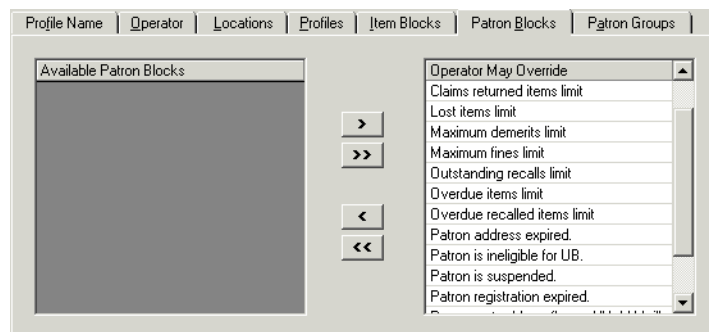 Profile Name Operator Locations Profiles Item Blocks Patron Blocks Patron Groups
Available Patron Blocks
>
>>
<
<<
Operator May Override
Claims returned items limit
Lost items limit
Maximum demerits limit
Maximum fines limit
Outstanding recalls limit
Overdue items limit
Overdue recalled items limit
Patron address expired.
Patron is ineligible for UB.
Patron is suspended.
Patron registration expired.